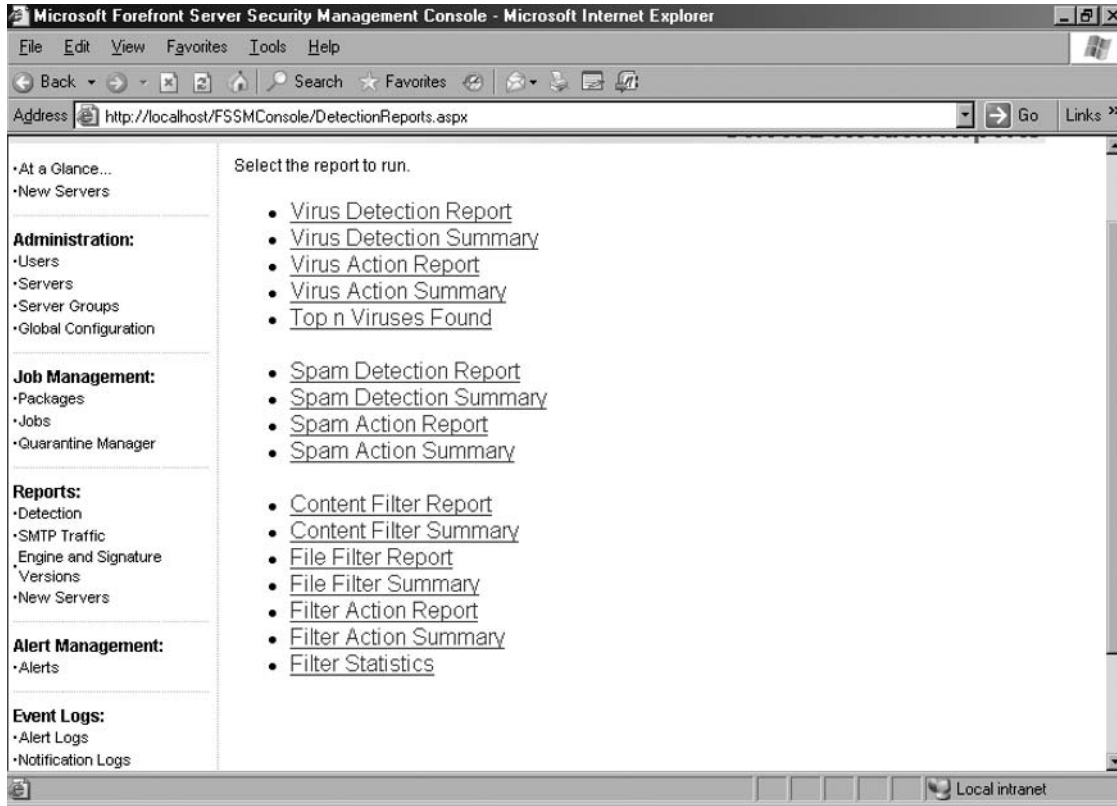 Microsoft Forefront Server Security Management Console - Microsoft Internet Explorer
File Edit View Favorites Tools Help
Back Search Favorites
Address http://localhost/FSSMConsole/DetectionReports.aspx Go Links »
·At a Glance...
·New Servers
Administration:
·Users
·Servers
·Server Groups
·Global Configuration
Job Management:
·Packages
·Jobs
·Quarantine Manager
Reports:
·Detection
·SMTP Traffic
·Engine and Signature
Versions
·New Servers
Alert Management:
·Alerts
Event Logs:
·Alert Logs
·Notification Logs
Select the report to run.
• Virus Detection Report
• Virus Detection Summary
• Virus Action Report
• Virus Action Summary
• Top n Viruses Found
• Spam Detection Report
• Spam Detection Summary
• Spam Action Report
• Spam Action Summary
• Content Filter Report
• Content Filter Summary
• File Filter Report
• File Filter Summary
• Filter Action Report
• Filter Action Summary
• Filter Statistics
Local intranet